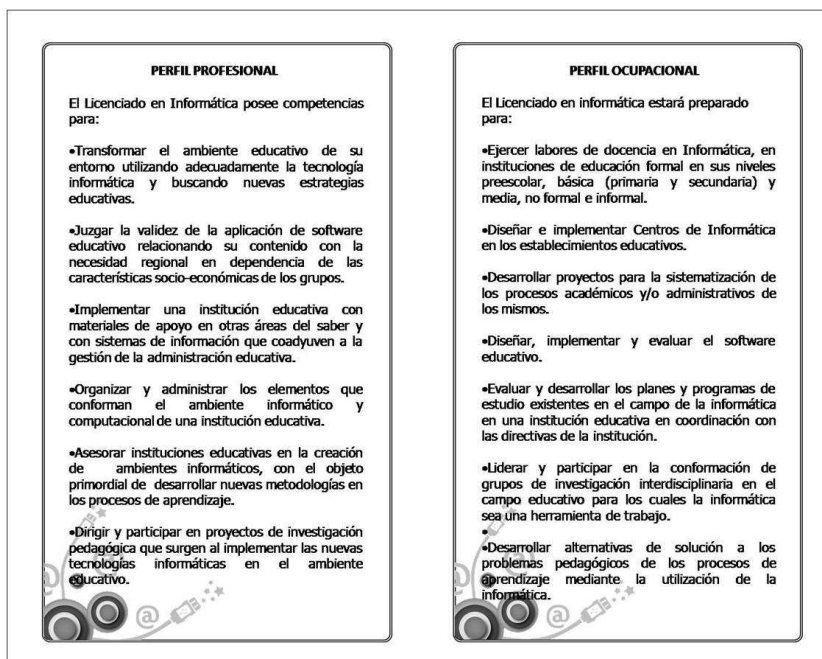 PERFIL PROFESIONAL
El Licenciado en Informática posee competencias
para:
•Transformar el ambiente educativo de su
entorno utilizando adecuadamente la tecnología
informática y buscando nuevas estrategias
educativas.
•Juzgar la validez de la aplicación de software
educativo relacionando su contenido con la
necesidad regional en dependencia de las
características socio-económicas de los grupos.
•Implementar una institución educativa con
materiales de apoyo en otras áreas del saber y
con sistemas de información que coadyuven a la
gestión de la administración educativa.
•Organizar y administrar los elementos que
conforman el ambiente informático y
computacional de una institución educativa.
•Asesorar instituciones educativas en la creación
de ambientes informáticos, con el objeto
primordial de desarrollar nuevas metodologías en
los procesos de aprendizaje.
•Dirigir y participar en proyectos de investigación
pedagógica que surgen al implementar las nuevas
tecnologías informáticas en el ambiente
educativo.
PERFIL OCUPACIONAL
El Licenciado en informática estará preparado
para:
•Ejercer labores de docencia en Informática, en
instituciones de educación formal en sus niveles
preescolar, básica (primaria y secundaria) y
media, no formal e informal.
•Diseñar e implementar Centros de Informática
en los establecimientos educativos.
•Desarrollar proyectos para la sistematización de
los procesos académicos y/o administrativos de
los mismos.
•Diseñar, implementar y evaluar el software
educativo.
•Evaluar y desarrollar los planes y programas de
estudio existentes en el campo de la informática
en una institución educativa en coordinación con
las directivas de la institución.
•Liderar y participar en la conformación de
grupos de investigación interdisciplinaria en el
campo educativo para los cuales la informática
sea una herramienta de trabajo.
•
•Desarrollar alternativas de solución a los
problemas pedagógicos de los procesos de
aprendizaje mediante la utilización de la
informática.